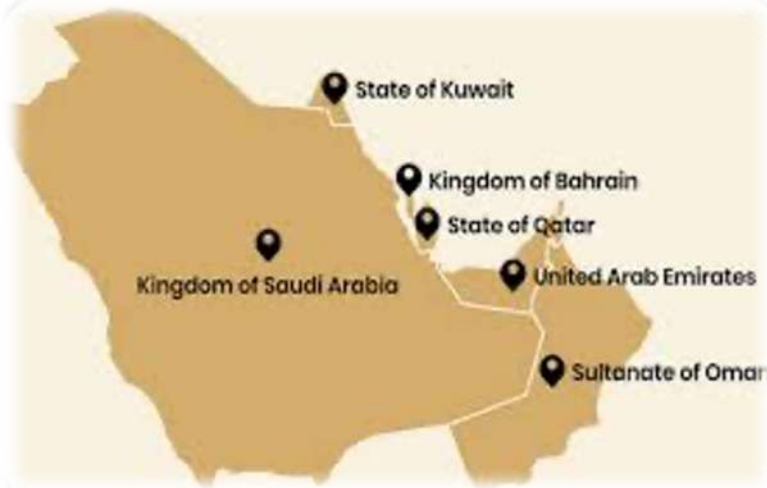 State of Kuwait
Kingdom of Bahrain
State of Qatar
Kingdom of Saudi Arabia
United Arab Emirates
Sultanate of Oman